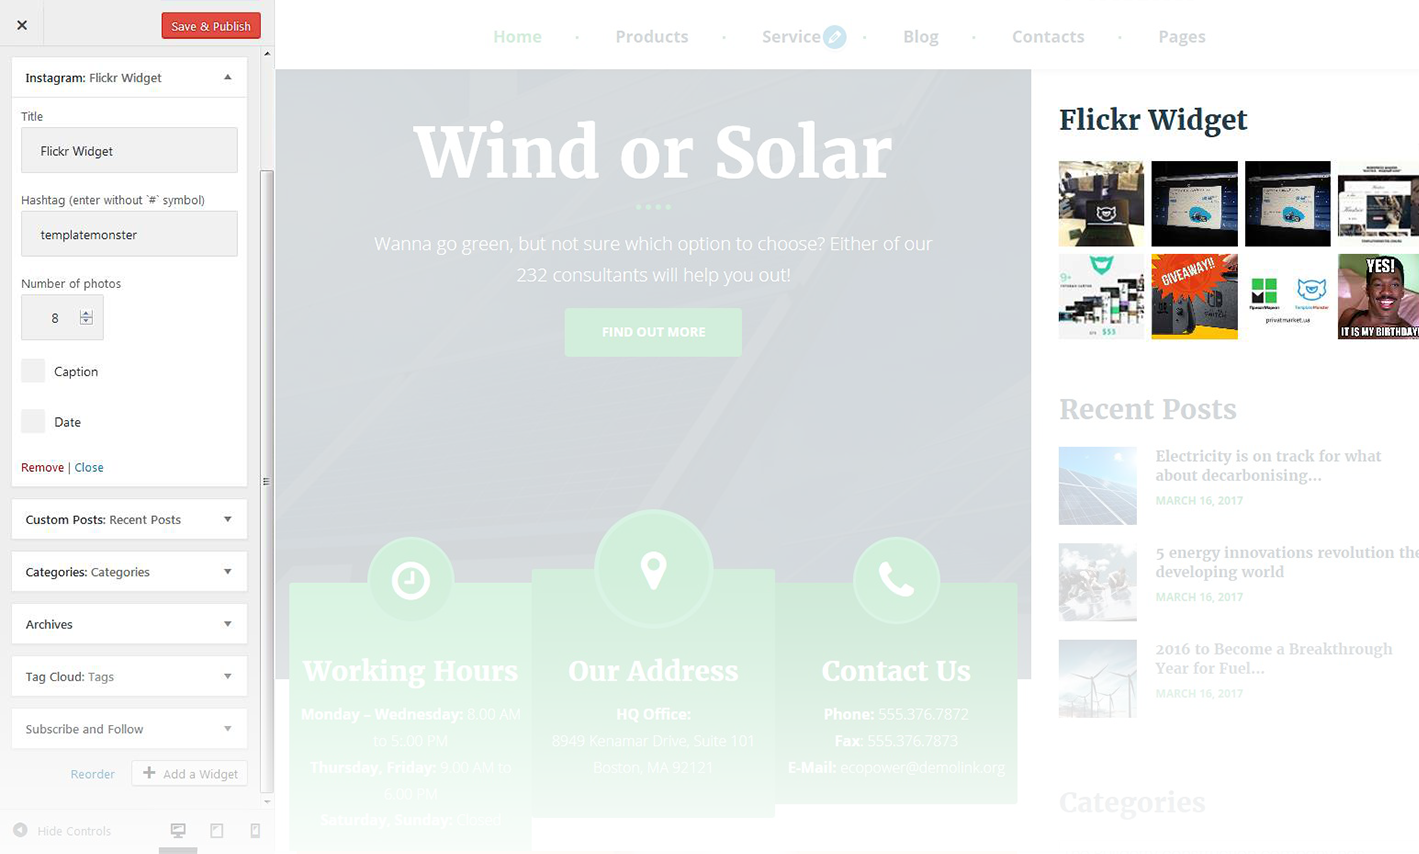 Save & Publish
Instagram: Flickr Widget
Title
Flickr Widget
Hashtag (enter without `#` symbol)
templatemonster
Number of photos
8
Caption
Date
Remove | Close
Custom Posts: Recent Posts
Categories: Categories
Archives
Tag Cloud: Tags
Subscribe and Follow
Reorder
Add a Widget
Hide Controls
Home
Products
Service
Blog
Contacts
Pages
Wind or Solar
Wanna go green, but not sure which option to choose? Either of our
232 consultants will help you out!
FIND OUT MORE
Working Hours
Monday – Wednesday: 8.00 AM
to 5:.00 PM
Thursday, Friday: 9.00 AM to
6.00 PM
Saturday, Sunday: Closed
Our Address
HQ Office:
8949 Kenamar Drive, Suite 101
Boston, MA 92121
Contact Us
Phone: 555.376.7872
Fax: 555.376.7873
E-Mail: ecopower@demolink.org
Flickr Widget
9+
$55
GIVEAWAY!!
SWITCH
TemplateMonster
privatmarket.us
YES!
IT IS MY BIRTHDAY
Recent Posts
Electricity is on track for what
about decarbonising...
MARCH 16, 2017
5 energy innovations revolution the
developing world
MARCH 16, 2017
2016 to Become a Breakthrough
Year for Fuel...
MARCH 16, 2017
Categories